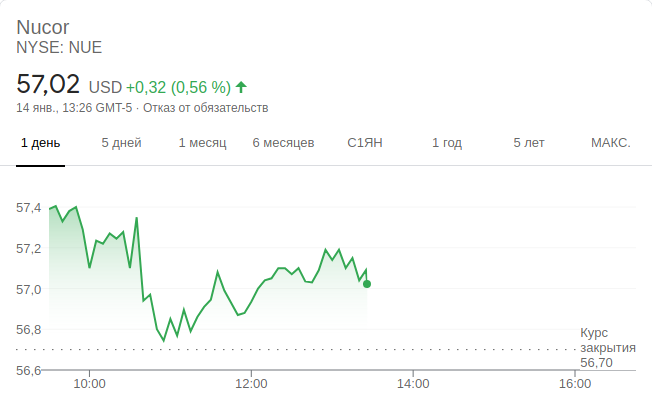 Nucor
NYSE: NUE
57,02 USD +0,32 (0,56 %)
14 янв., 13:26 GMT-5 · Отказ от обязательств
1 день 5 дней 1 месяц 6 месяцев С1ЯН 1 год 5 лет МАКС.
57,4
57,2
57,0
56,8
Курс
закрытия
56,70
56,6
10:00 12:00 14:00 16:00